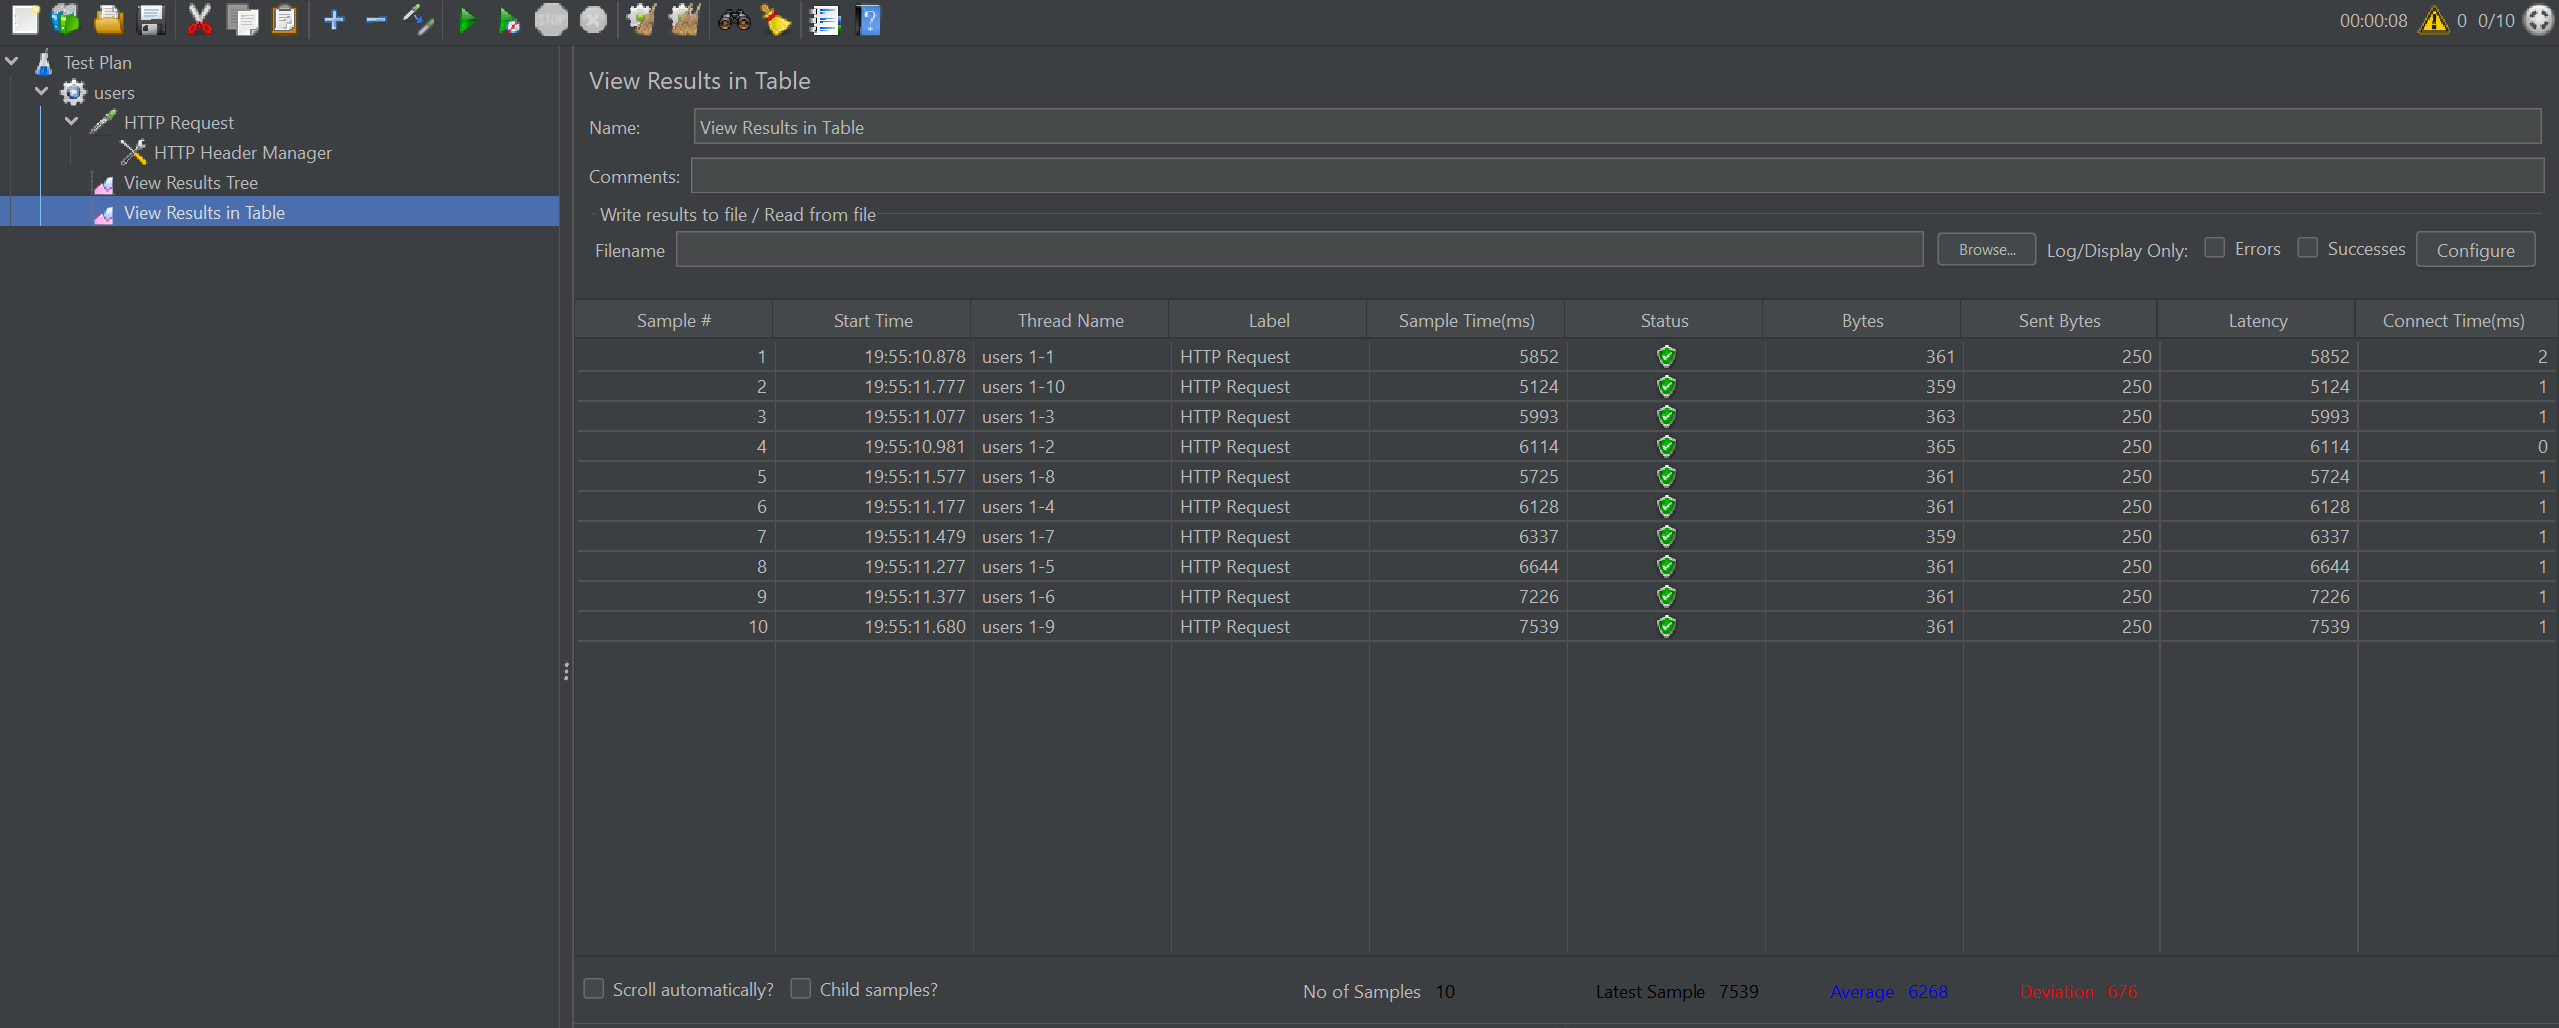 00:00:08 0 0/10
Test Plan
users
HTTP Request
HTTP Header Manager
View Results Tree
View Results in Table
View Results in Table
Name: View Results in Table
Comments:
Write results to file / Read from file
Filename Browse... Log/Display Only: Errors Successes Configure
Sample # Start Time Thread Name Label Sample Time(ms) Status Bytes Sent Bytes Latency Connect Time(ms)
1 19:55:10.878 users 1-1 HTTP Request 5852 361 250 5852 2
2 19:55:11.777 users 1-10 HTTP Request 5124 359 250 5124 1
3 19:55:11.077 users 1-3 HTTP Request 5993 363 250 5993 1
4 19:55:10.981 users 1-2 HTTP Request 6114 365 250 6114 0
5 19:55:11.577 users 1-8 HTTP Request 5725 361 250 5724 1
6 19:55:11.177 users 1-4 HTTP Request 6128 361 250 6128 1
7 19:55:11.479 users 1-7 HTTP Request 6337 359 250 6337 1
8 19:55:11.277 users 1-5 HTTP Request 6644 361 250 6644 1
9 19:55:11.377 users 1-6 HTTP Request 7226 361 250 7226 1
10 19:55:11.680 users 1-9 HTTP Request 7539 361 250 7539 1
Scroll automatically? Child samples? No of Samples 10 Latest Sample 7539 Average 6268 Deviation 676